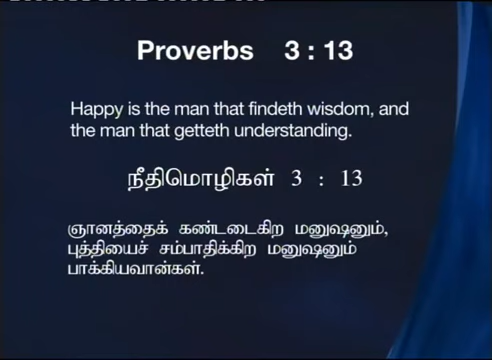 Proverbs 3 : 13
Happy is the man that findeth wisdom, and
the man that getteth understanding.
நீதிமொழிகள் 3 : 13
ஞானத்தைக் கண்டடைகிற மனுஷனும்,
புத்தியைச் சம்பாதிக்கிற மனுஷனும்
பாக்கியவான்கள்.